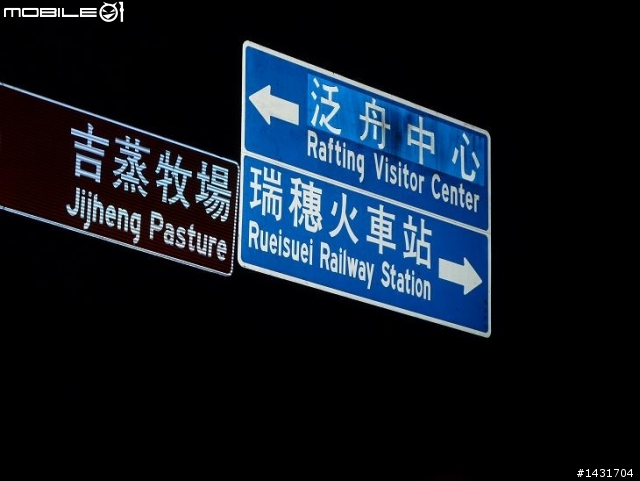 MOBILE01
吉蒸牧場
Jijheng Pasture
泛舟中心
Rafting Visitor Center
瑞穗火車站
Rueisuei Railway Station
#1431704